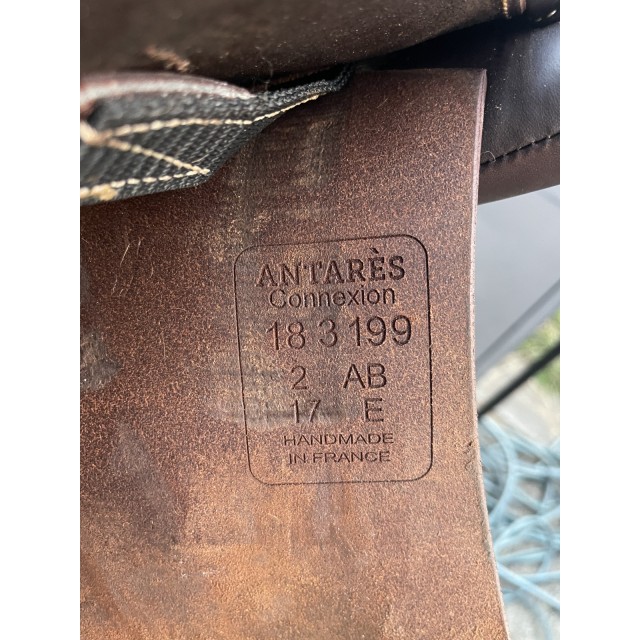 ANTARÈS
Connexion
18 3 199
2 AB
17 E
HANDMADE
IN FRANCE